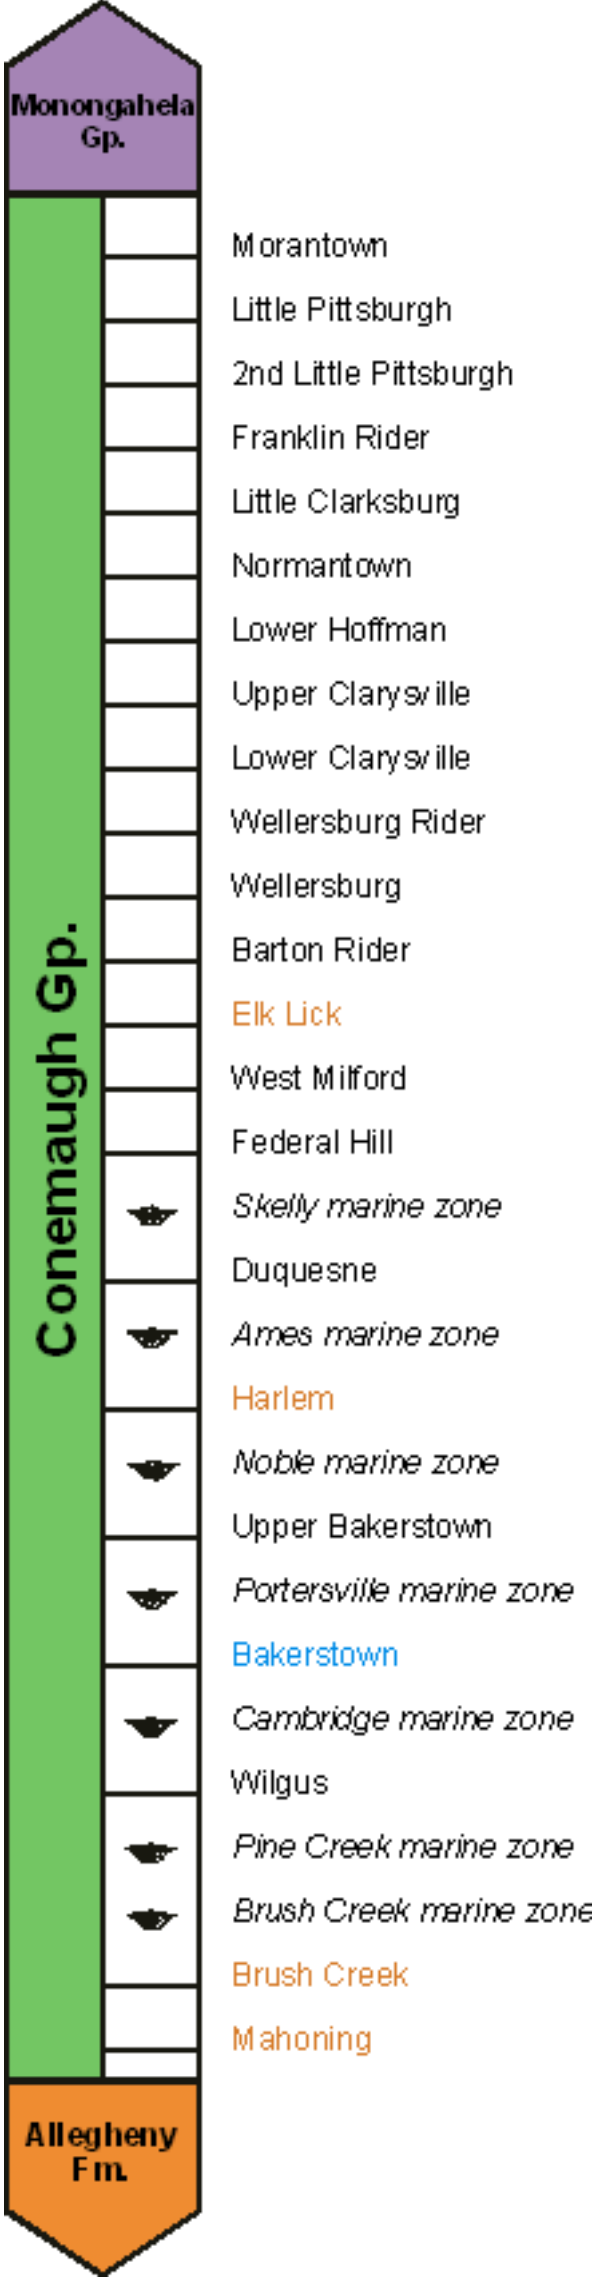 Monongahela
Gp.
Morantown
Little Pittsburgh
2nd Little Pittsburgh
Franklin Rider
Little Clarksburg
Normantown
Lower Hoffman
Upper Clarysville
Lower Clarysville
Wellersburg Rider
Wellersburg
Barton Rider
Elk Lick
West Milford
Federal Hill
Skelly marine zone
Duquesne
Ames marine zone
Harlem
Noble marine zone
Upper Bakerstown
Portersville marine zone
Bakerstown
Cambridge marine zone
Wilgus
Pine Creek marine zone
Brush Creek marine zone
Brush Creek
Mahoning
Conemaugh Gp.
Allegheny
Fm.